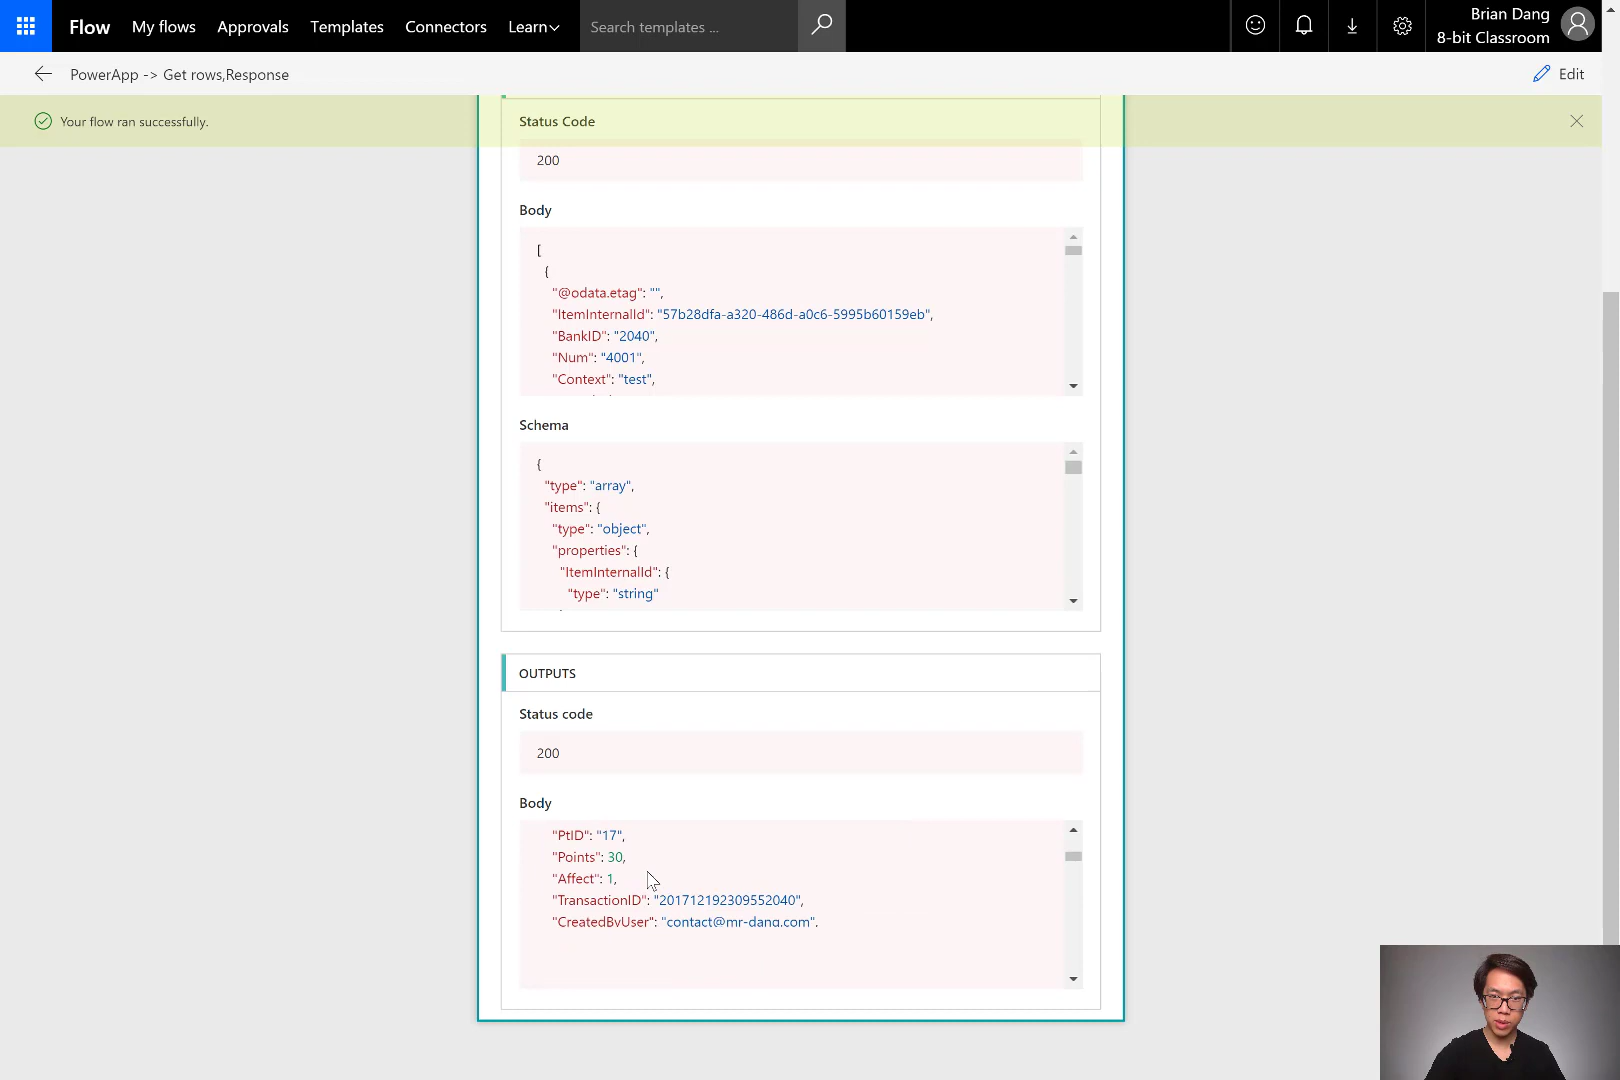 Flow My flows Approvals Templates Connectors Learn Search templates ...
Brian Dang
8-bit Classroom
PowerApp -> Get rows,Response
Edit
Your flow ran successfully.
Status Code
200
Body
[
{
"@odata.etag": "",
"ItemInternalId": "57b28dfa-a320-486d-a0c6-5995b60159eb",
"BankID": "2040",
"Num": "4001",
"Context": "test",
Schema
{
"type": "array",
"items": {
"type": "object",
"properties": {
"ItemInternalId": {
"type": "string"
OUTPUTS
Status code
200
Body
"PtID": "17",
"Points": 30,
"Affect": 1,
"TransactionID": "201712192309552040",
"CreatedByUser": "contact@mr-dang.com",